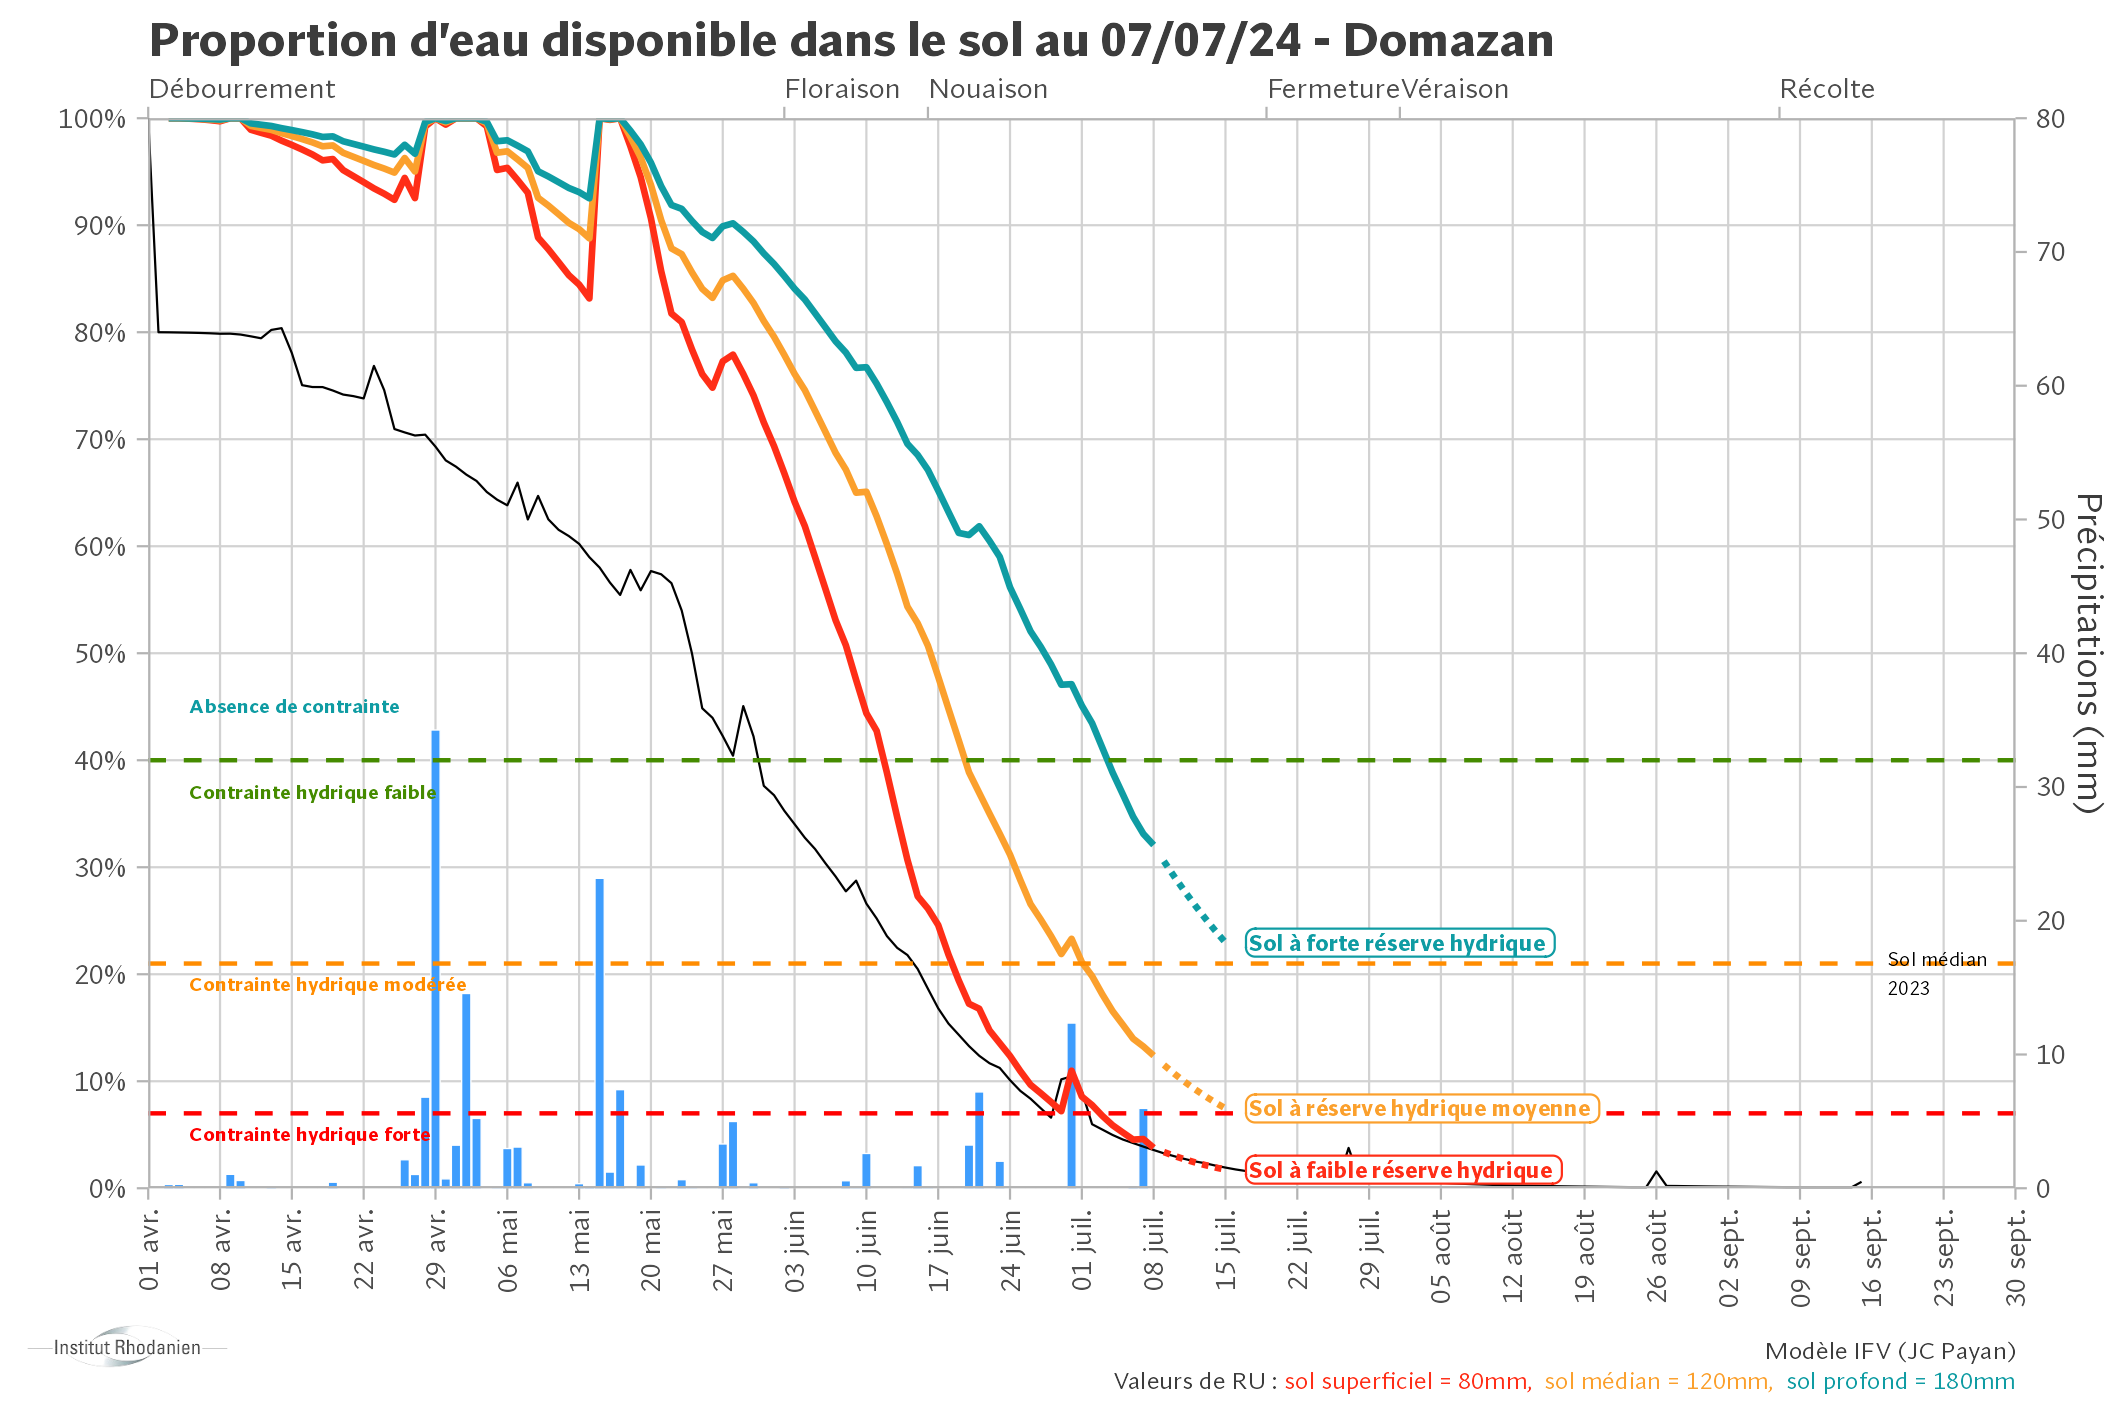 Proportion d'eau disponible dans le sol au 07/07/24 - Domazan
Débourrement Floraison Nouaison Fermeture Véraison Récolte
100% 80
90% 70
80% 60
70% 50
60% 40
50% 30
40% 20
30% 10
20% 0
10%
0%
Précipitations (mm)
Absence de contrainte
Contrainte hydrique faible
Contrainte hydrique modérée
Contrainte hydrique forte
Sol à forte réserve hydrique
Sol médian
2023
Sol à réserve hydrique moyenne
Sol à faible réserve hydrique
01 avr. 08 avr. 15 avr. 22 avr. 29 avr. 06 mai 13 mai 20 mai 27 mai 03 juin 10 juin 17 juin 24 juin 01 juil. 08 juil. 15 juil. 22 juil. 29 juil. 05 août 12 août 19 août 26 août 02 sept. 09 sept. 16 sept. 23 sept. 30 sept.
Institut Rhodanien
Modèle IFV (JC Payan)
Valeurs de RU : sol superficiel = 80mm, sol médian = 120mm, sol profond = 180mm